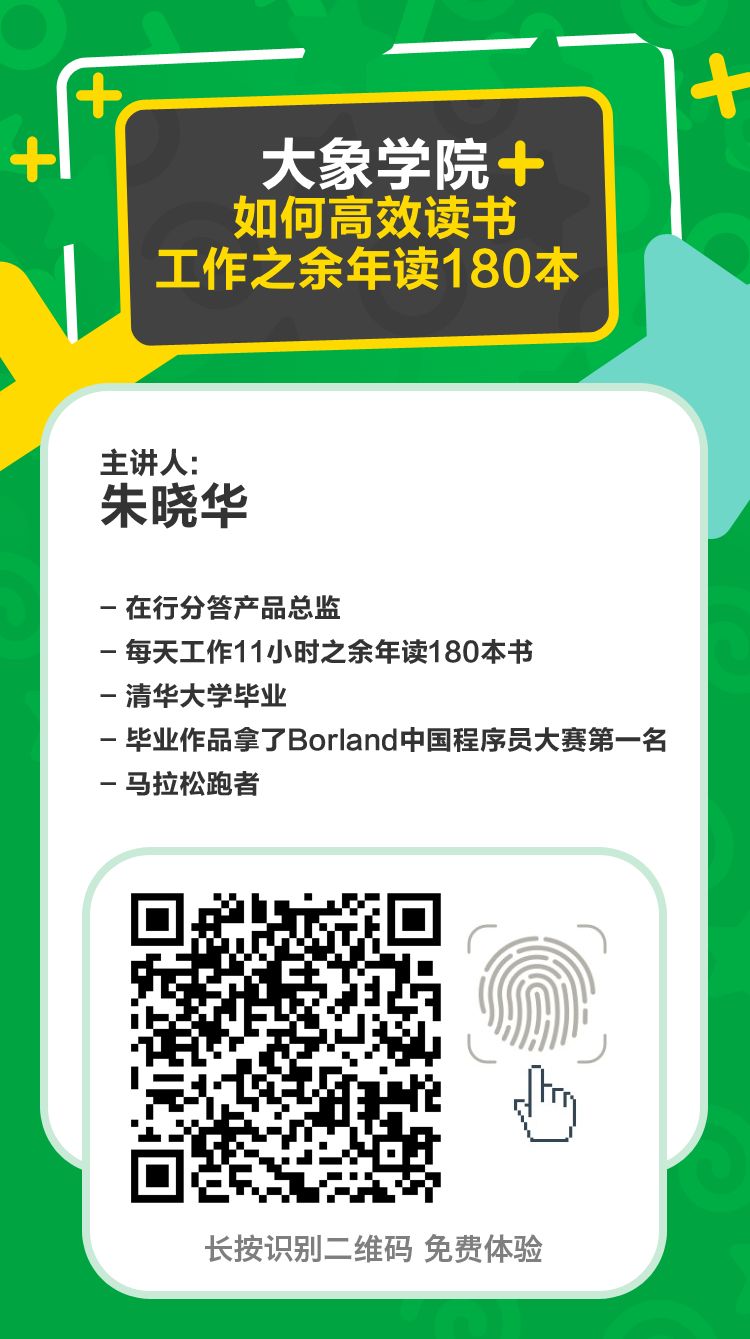 大象学院
如何高效读书
工作之余年读180本
主讲人:
朱晓华
- 在行分答产品总监
- 每天工作11小时之余年读180本书
- 清华大学毕业
- 毕业作品拿了Borland中国程序员大赛第一名
- 马拉松跑者
长按识别二维码 免费体验